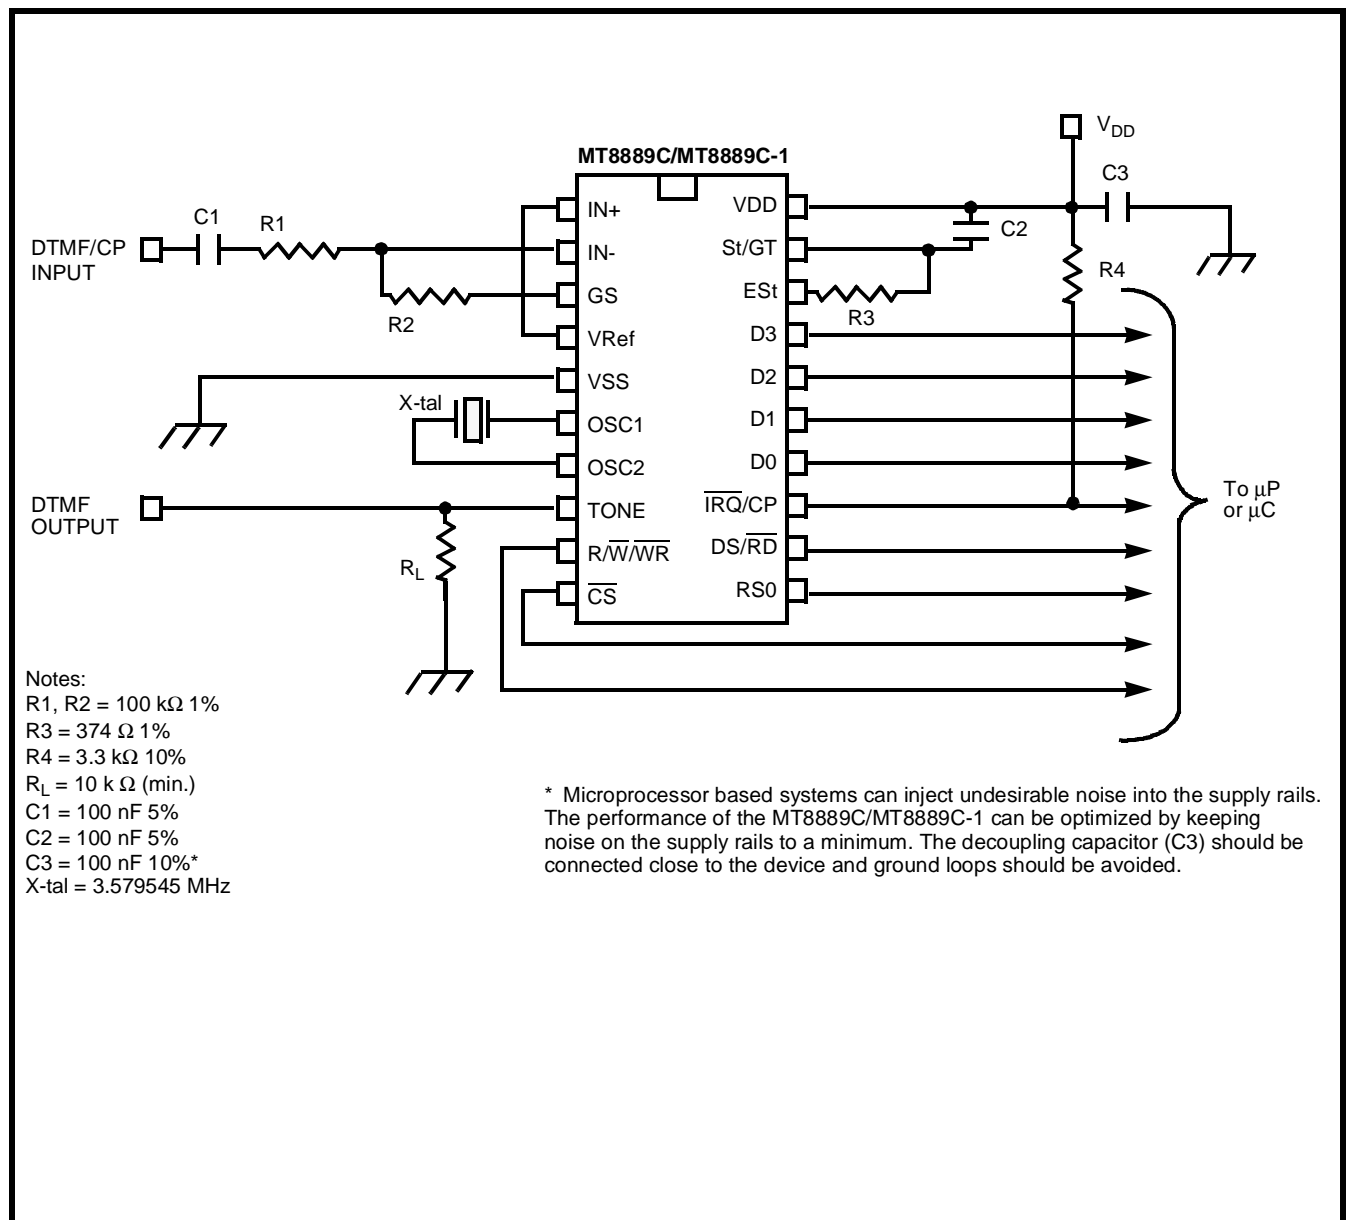 V_DD
MT8889C/MT8889C-1
C3
C1
R1
IN+
VDD
C2
DTMF/CP
INPUT
IN-
St/GT
R4
GS
ESt
R2
R3
VRef
D3
VSS
D2
X-tal
OSC1
D1
OSC2
D0
DTMF
OUTPUT
TONE
I̅R̅Q̅/CP
To µP
or µC
R/W̅/W̅R̅
DS/R̅D̅
R_L
C̅S̅
RS0
Notes:
R1, R2 = 100 kΩ 1%
R3 = 374 Ω 1%
R4 = 3.3 kΩ 10%
R_L = 10 k Ω (min.)
C1 = 100 nF 5%
C2 = 100 nF 5%
C3 = 100 nF 10%*
X-tal = 3.579545 MHz
* Microprocessor based systems can inject undesirable noise into the supply rails.
The performance of the MT8889C/MT8889C-1 can be optimized by keeping
noise on the supply rails to a minimum. The decoupling capacitor (C3) should be
connected close to the device and ground loops should be avoided.